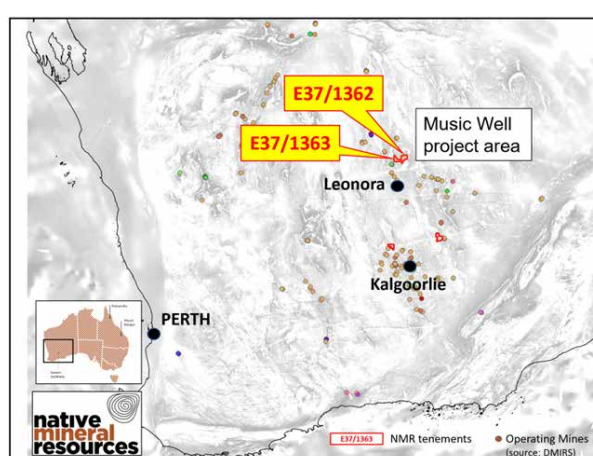 E37/1362
E37/1363
Music Well
project area
Leonora
Kalgoorlie
PERTH
native
mineral
resources
E37/1363
NMR tenements
Operating Mines
(source: DMIRS)